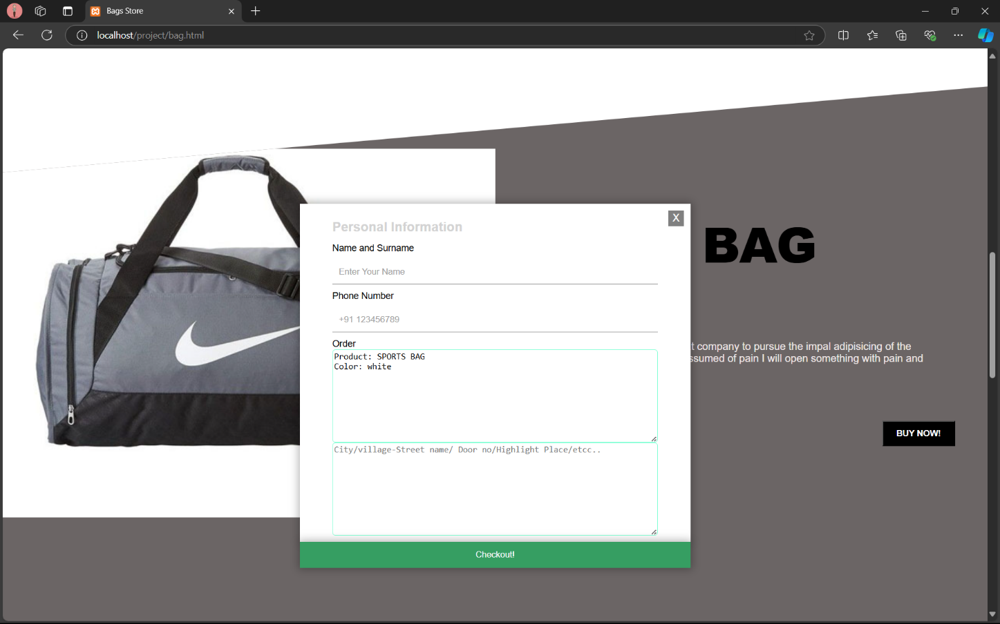 Bags Store
localhost/project/bag.html
BAG
t company to pursue the impal adipisicing of the
ssumed of pain I will open something with pain and
BUY NOW!
X
Personal Information
Name and Surname
Enter Your Name
Phone Number
+91 123456789
Order
Product: SPORTS BAG
Color: white
City/village-Street name/ Door no/Highlight Place/etcc..
Checkout!